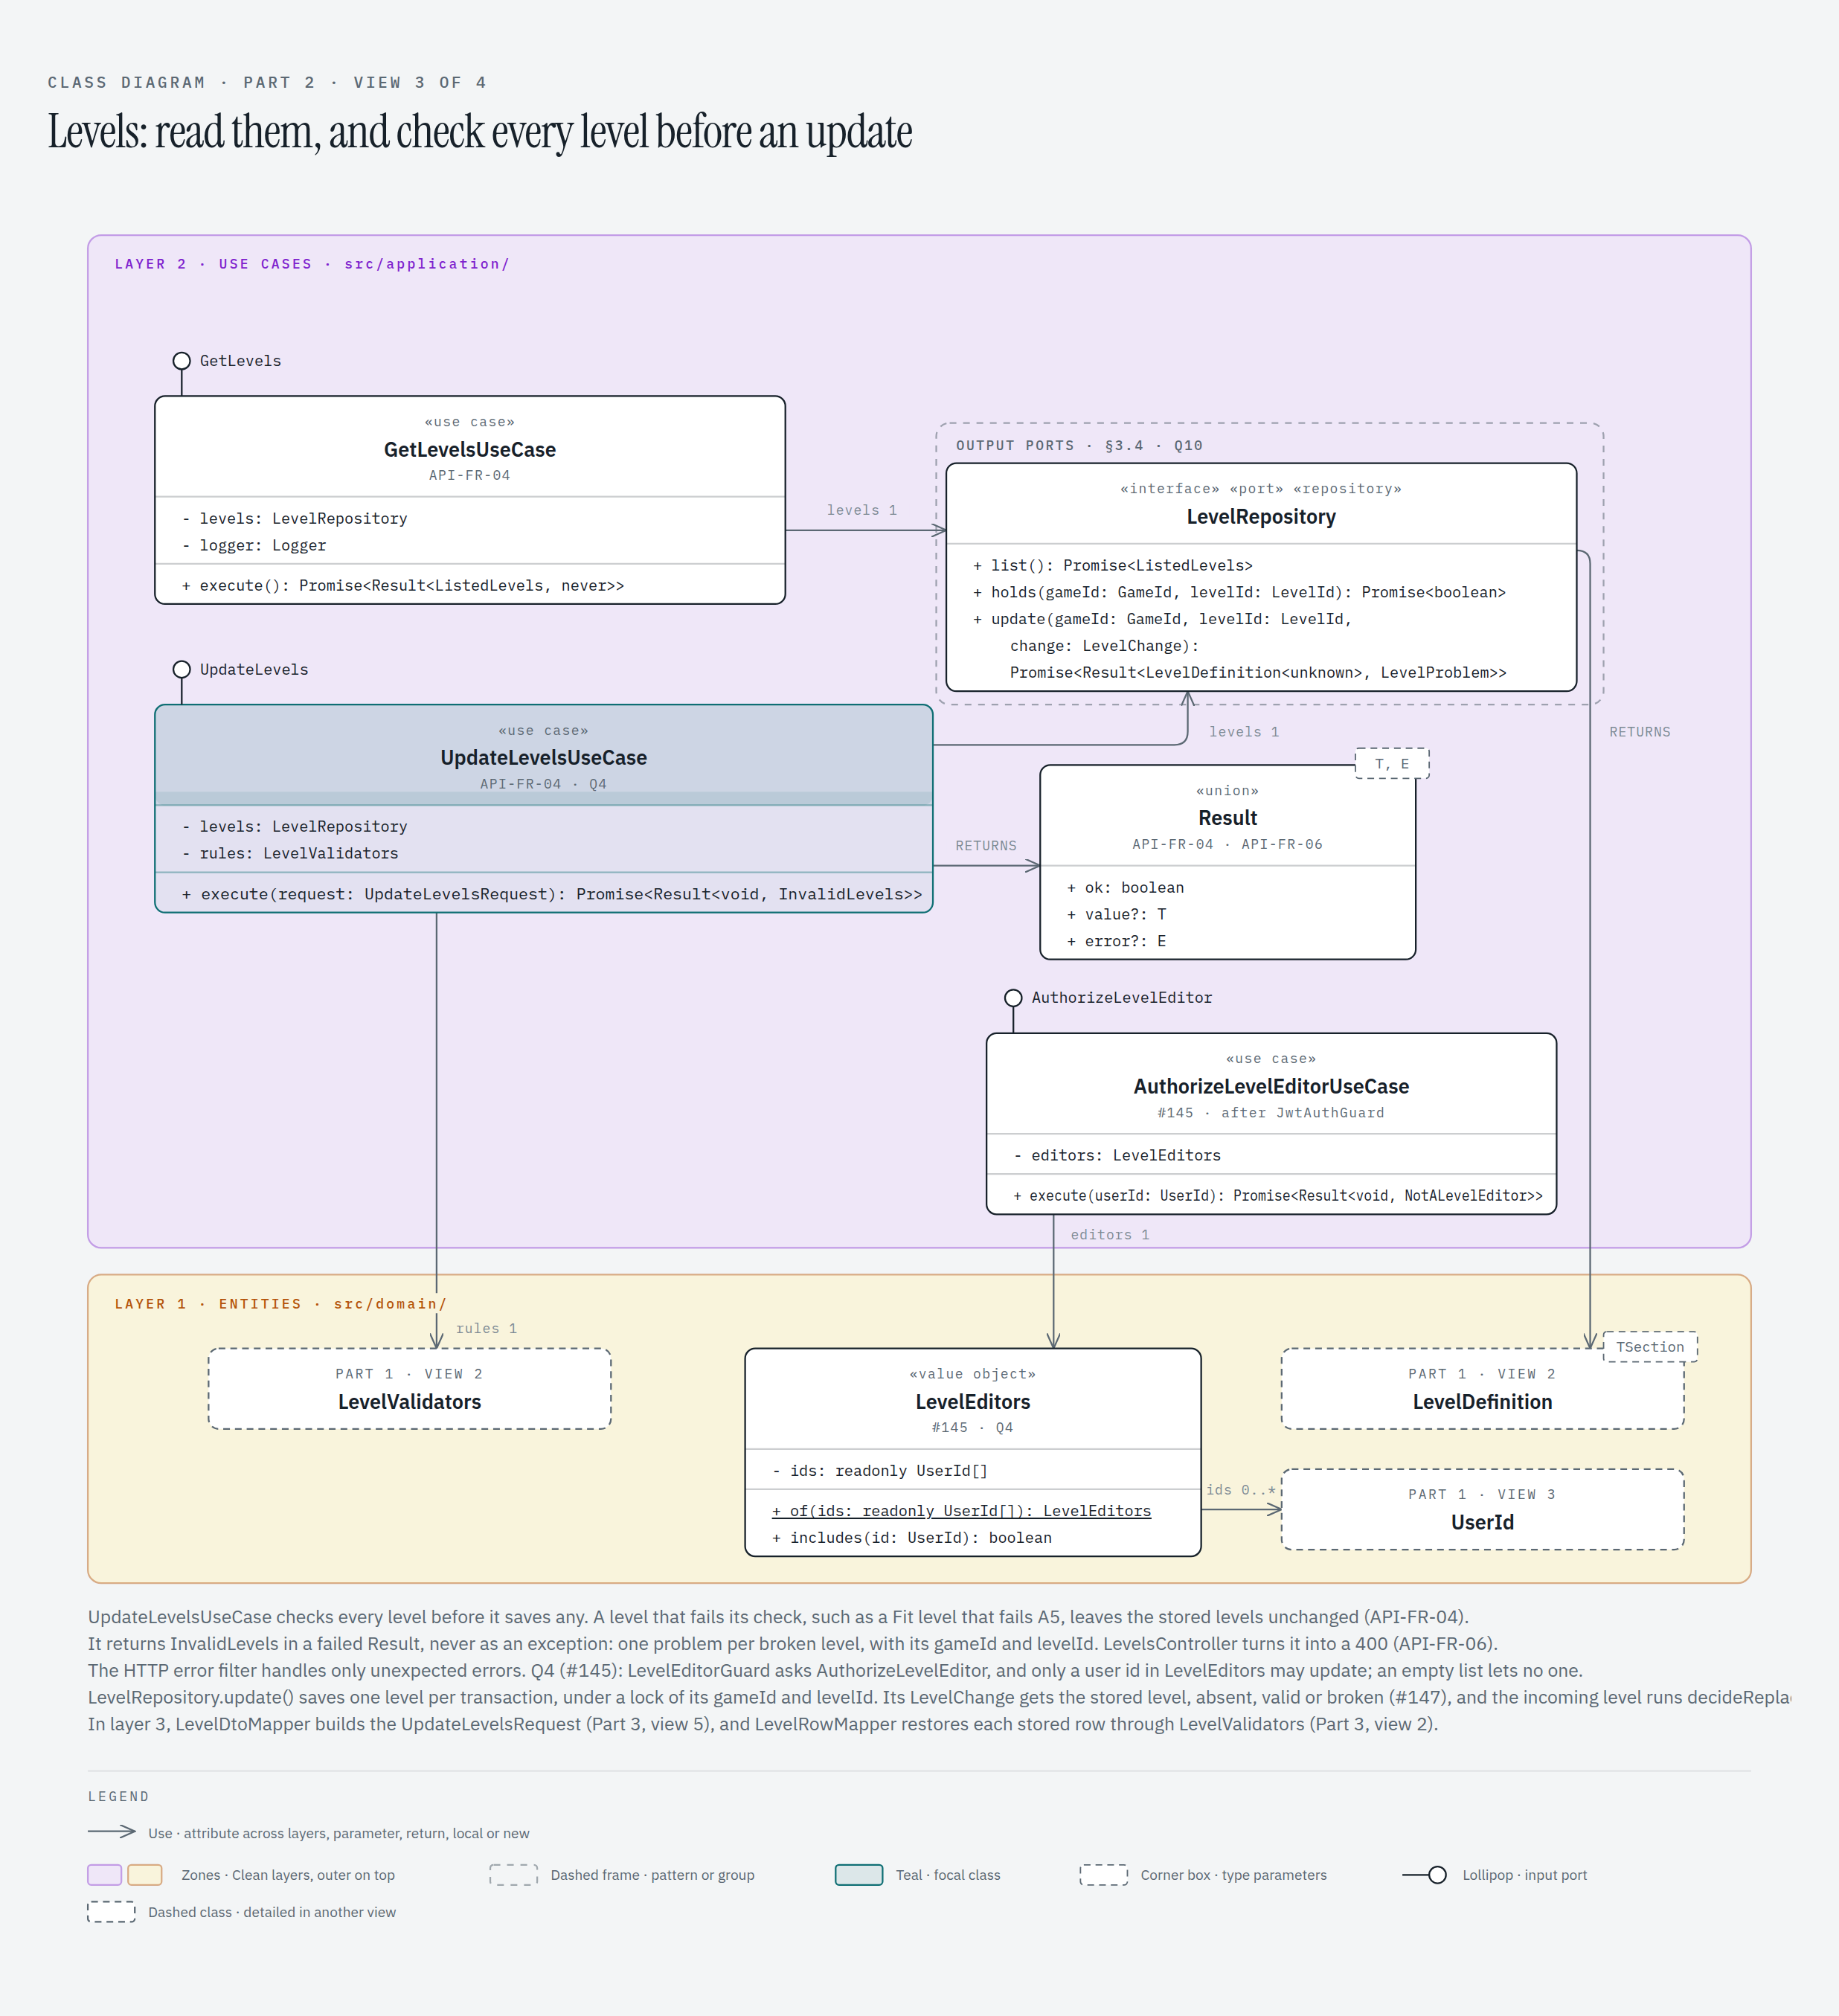 CLASS DIAGRAM · PART 2 · VIEW 3 OF 4
Levels: read them, and check every level before an update
LAYER 2 · USE CASES · src/application/
GetLevels
«use case»
GetLevelsUseCase
API-FR-04
- levels: LevelRepository
- logger: Logger
+ execute(): Promise<Result<ListedLevels, never>>
levels 1
OUTPUT PORTS · §3.4 · Q10
«interface» «port» «repository»
LevelRepository
+ list(): Promise<ListedLevels>
+ holds(gameId: GameId, levelId: LevelId): Promise<boolean>
+ update(gameId: GameId, levelId: LevelId,
change: LevelChange):
Promise<Result<LevelDefinition<unknown>, LevelProblem>>
UpdateLevels
«use case»
UpdateLevelsUseCase
API-FR-04 · Q4
- levels: LevelRepository
- rules: LevelValidators
+ execute(request: UpdateLevelsRequest): Promise<Result<void, InvalidLevels>>
levels 1
RETURNS
RETURNS
T, E
«union»
Result
API-FR-04 · API-FR-06
+ ok: boolean
+ value?: T
+ error?: E
AuthorizeLevelEditor
«use case»
AuthorizeLevelEditorUseCase
#145 · after JwtAuthGuard
- editors: LevelEditors
+ execute(userId: UserId): Promise<Result<void, NotALevelEditor>>
editors 1
LAYER 1 · ENTITIES · src/domain/
rules 1
PART 1 · VIEW 2
LevelValidators
«value object»
LevelEditors
#145 · Q4
- ids: readonly UserId[]
+ of(ids: readonly UserId[]): LevelEditors
+ includes(id: UserId): boolean
ids 0..*
TSection
PART 1 · VIEW 2
LevelDefinition
PART 1 · VIEW 3
UserId
UpdateLevelsUseCase checks every level before it saves any. A level that fails its check, such as a Fit level that fails A5, leaves the stored levels unchanged (API-FR-04).
It returns InvalidLevels in a failed Result, never as an exception: one problem per broken level, with its gameId and levelId. LevelsController turns it into a 400 (API-FR-06).
The HTTP error filter handles only unexpected errors. Q4 (#145): LevelEditorGuard asks AuthorizeLevelEditor, and only a user id in LevelEditors may update; an empty list lets no one.
LevelRepository.update() saves one level per transaction, under a lock of its gameId and levelId. Its LevelChange gets the stored level, absent, valid or broken (#147), and the incoming level runs
In layer 3, LevelDtoMapper builds the UpdateLevelsRequest (Part 3, view 5), and LevelRowMapper restores each stored row through LevelValidators (Part 3, view 2).
LEGEND
Use · attribute across layers, parameter, return, local or new
Zones · Clean layers, outer on top
Dashed frame · pattern or group
Teal · focal class
Corner box · type parameters
Lollipop · input port
Dashed class · detailed in another view